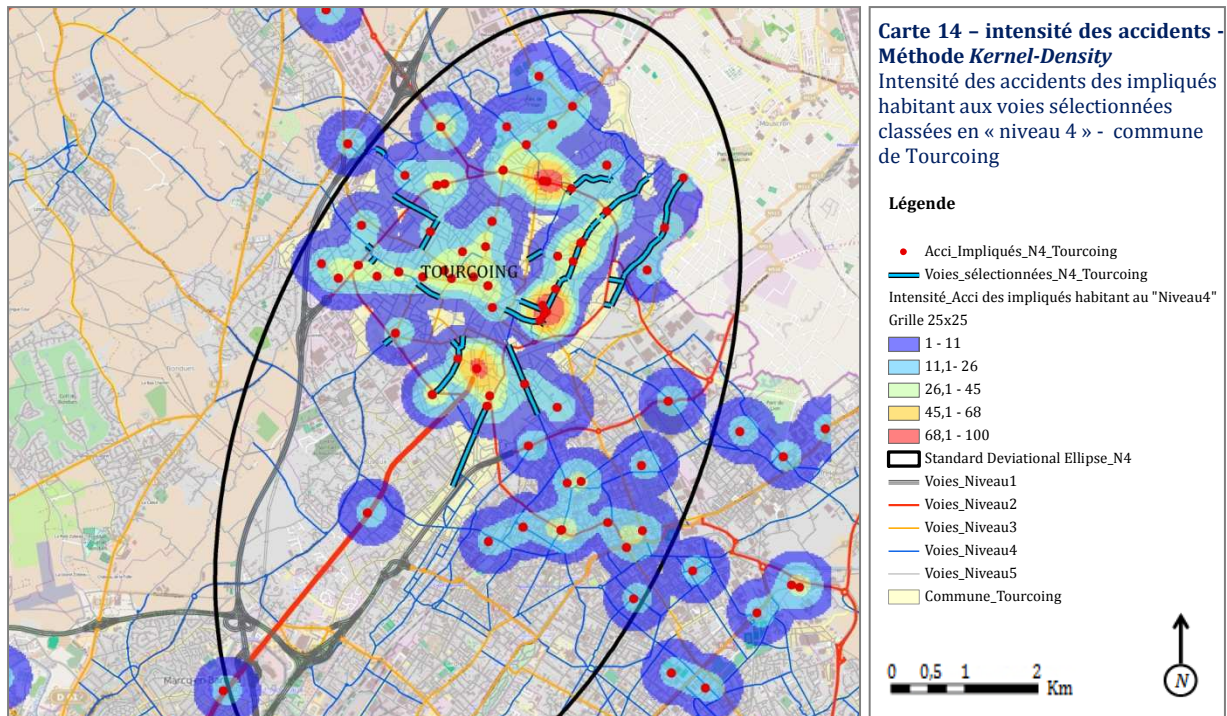 TOURCOING
Carte 14 – intensité des accidents -
Méthode Kernel-Density
Intensité des accidents des impliqués
habitant aux voies sélectionnées
classées en « niveau 4 » - commune
de Tourcoing
Légende
Acci_Impliqués_N4_Tourcoing
Voies_sélectionnées_N4_Tourcoing
Intensité_Acci des impliqués habitant au "Niveau4"
Grille 25x25
1 - 11
11,1- 26
26,1 - 45
45,1 - 68
68,1 - 100
Standard Deviational Ellipse_N4
Voies_Niveau1
Voies_Niveau2
Voies_Niveau3
Voies_Niveau4
Voies_Niveau5
Commune_Tourcoing
0 0,5 1 2
Km
N